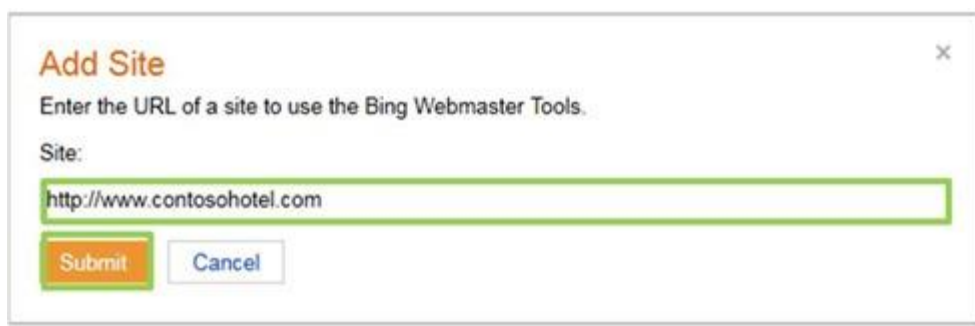 Add Site
Enter the URL of a site to use the Bing Webmaster Tools.
Site:
http://www.contosohotel.com
Submit Cancel